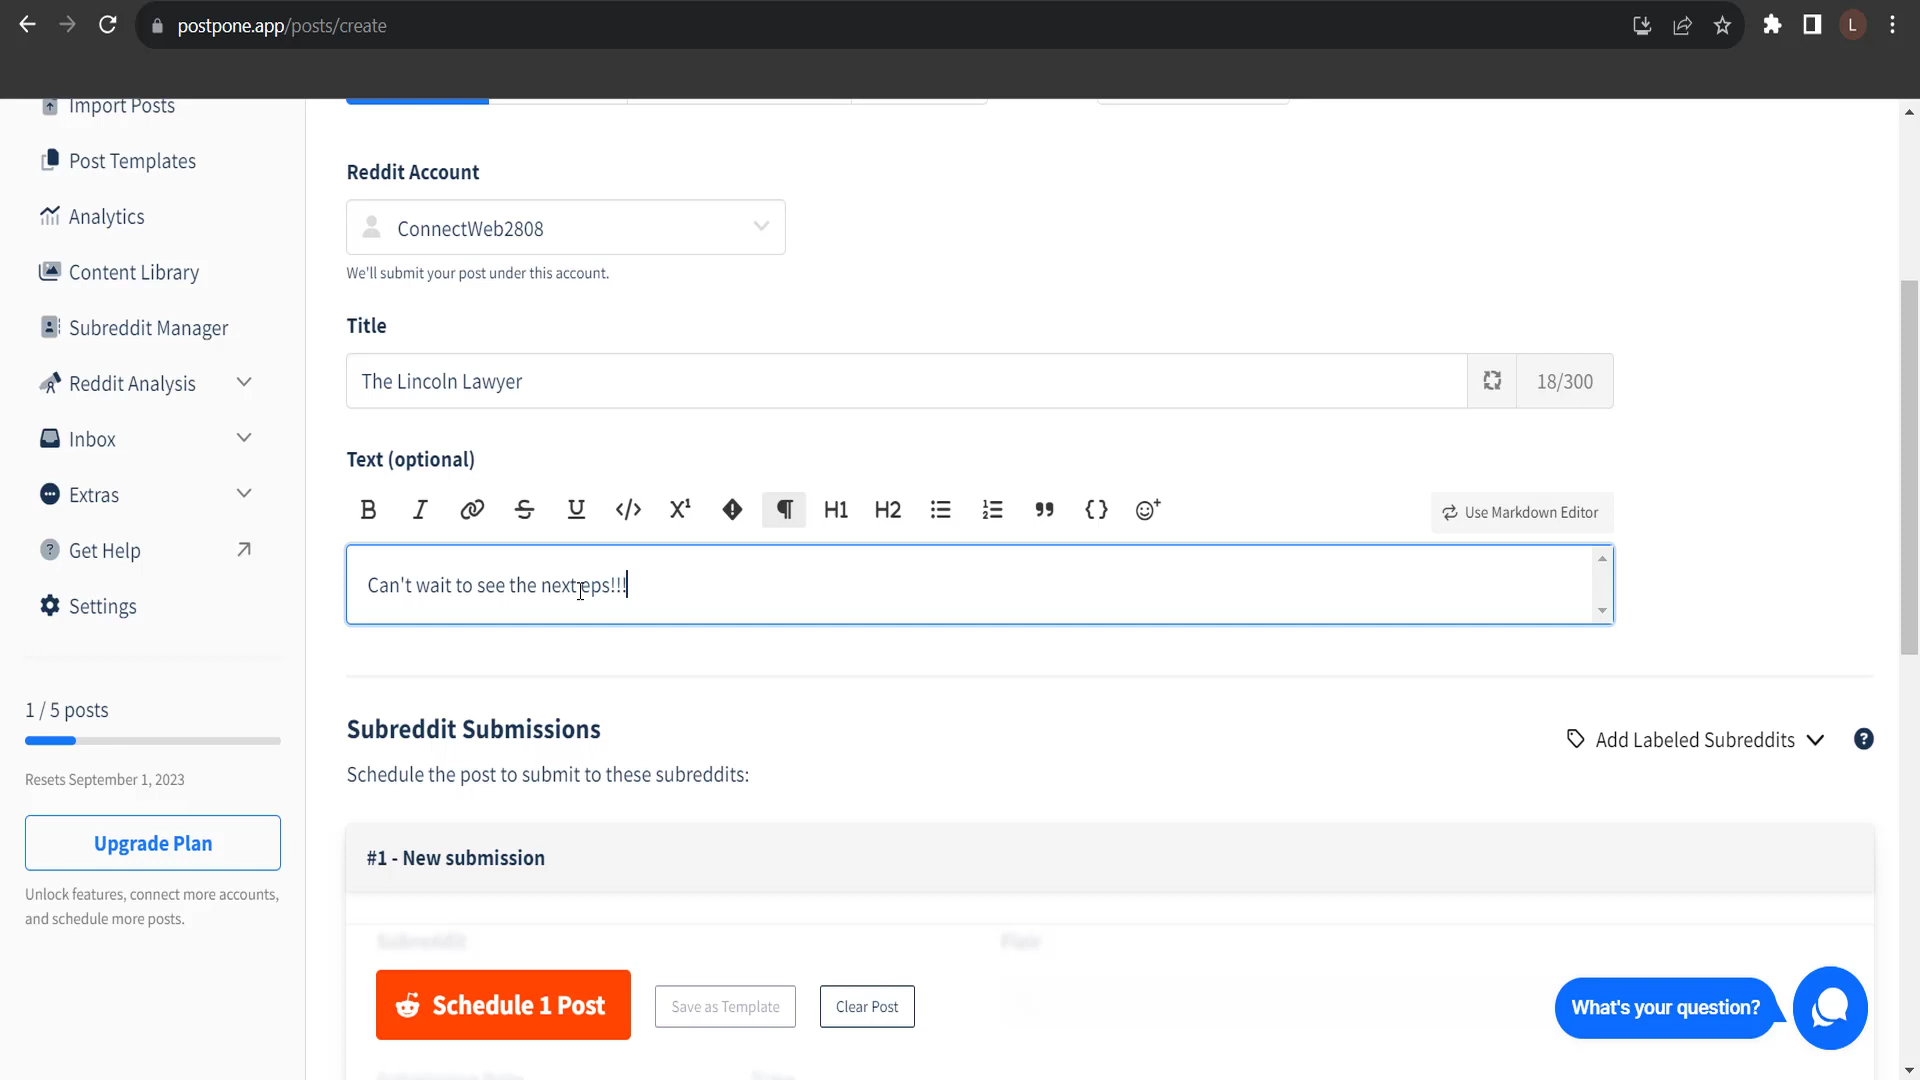 postpone.app/posts/create
L
Import Posts
Post Templates
Analytics
Content Library
Subreddit Manager
Reddit Analysis
Inbox
Extras
Get Help
Settings
1 / 5 posts
Resets September 1, 2023
Upgrade Plan
Unlock features, connect more accounts,
and schedule more posts.
Reddit Account
ConnectWeb2808
We'll submit your post under this account.
Title
The Lincoln Lawyer
18/300
Text (optional)
B I S U </> X¹ ¶ H1 H2 {}
Use Markdown Editor
Can't wait to see the next eps!!!
Subreddit Submissions
Add Labeled Subreddits
Schedule the post to submit to these subreddits:
#1 - New submission
Subreddit
Flair
Schedule 1 Post
Save as Template
Clear Post
What's your question?